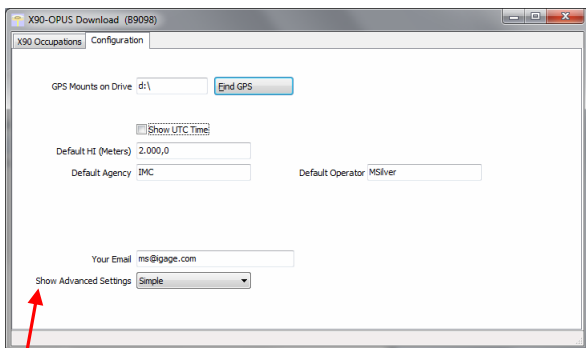 X90-OPUS Download (B9098)
X90 Occupations Configuration
GPS Mounts on Drive d:\ Find GPS
Show UTC Time
Default HI (Meters) 2.000,0
Default Agency IMC Default Operator MSilver
Your Email ms@igage.com
Show Advanced Settings Simple